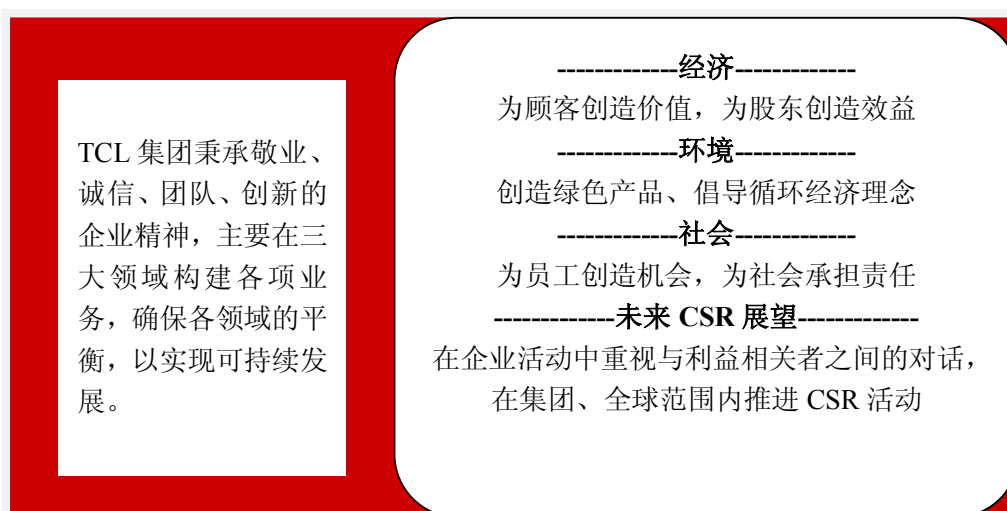 TCL 集团秉承敬业、
诚信、团队、创新的
企业精神，主要在三
大领域构建各项业
务，确保各领域的平
衡，以实现可持续发
展。
-------------经济-------------
为顾客创造价值，为股东创造效益
-------------环境-------------
创造绿色产品、倡导循环经济理念
-------------社会-------------
为员工创造机会，为社会承担责任
-------------未来 CSR 展望-------------
在企业活动中重视与利益相关者之间的对话，
在集团、全球范围内推进 CSR 活动